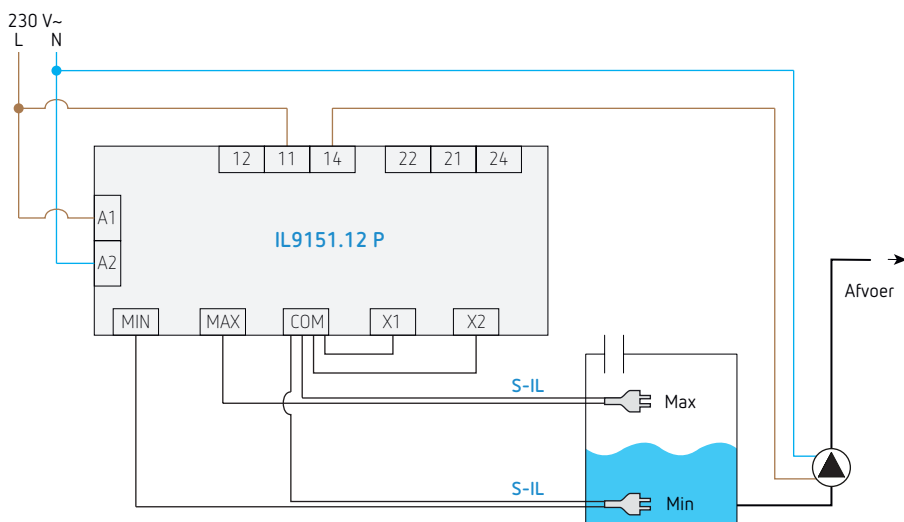 230 V~
L N
12 11 14 22 21 24
A1
IL9151.12 P
A2
Afvoer
MIN MAX COM X1 X2
S-IL
Max
S-IL
Min